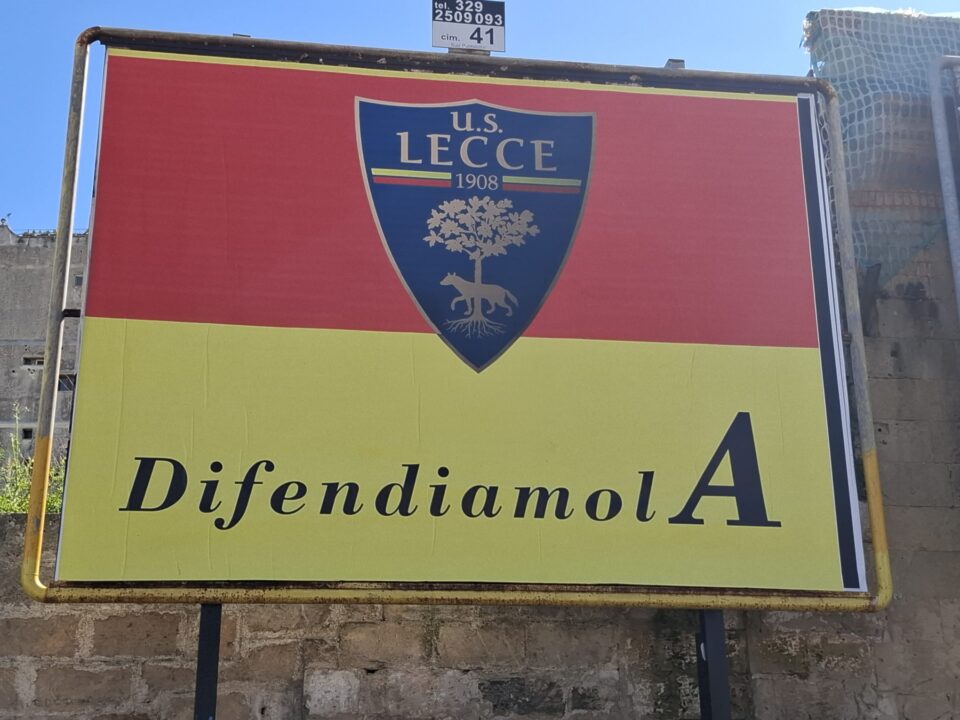 tel. 329
2509093
cim. 41
U.S.
LECCE
1908
DifendiamolA